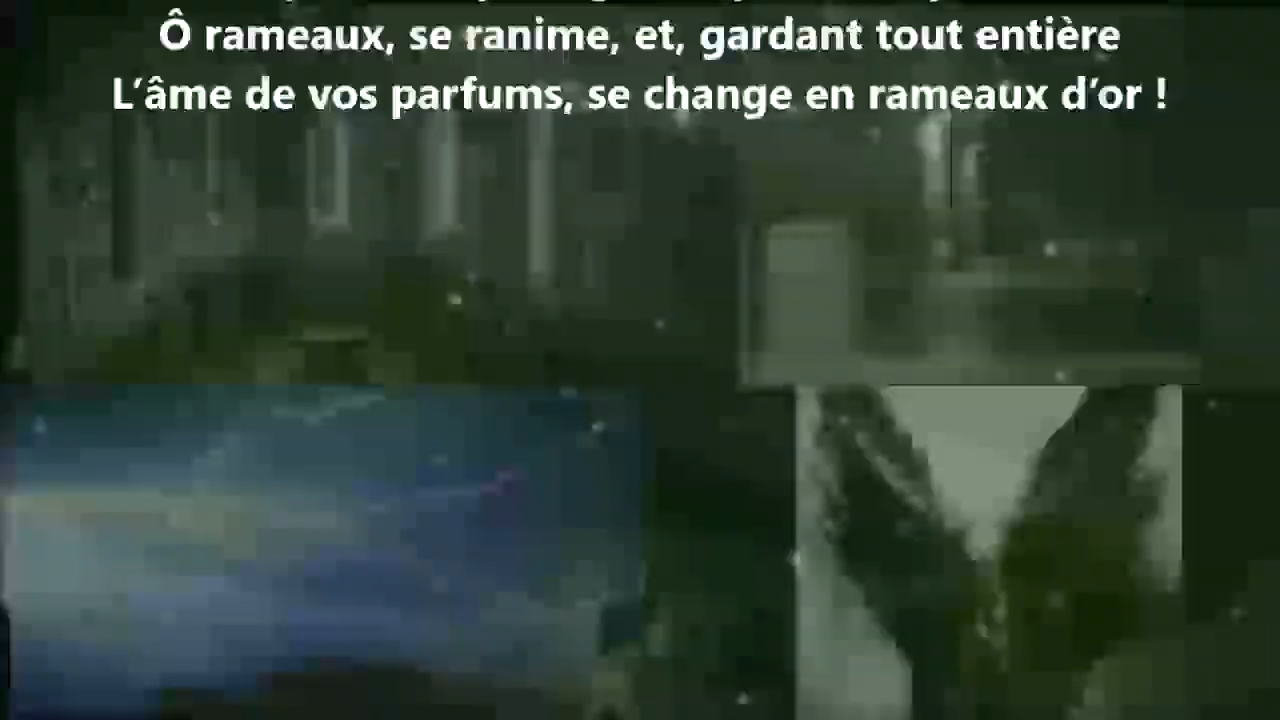 Ô rameaux, se ranime, et, gardant tout entière
L’âme de vos parfums, se change en rameaux d’or !